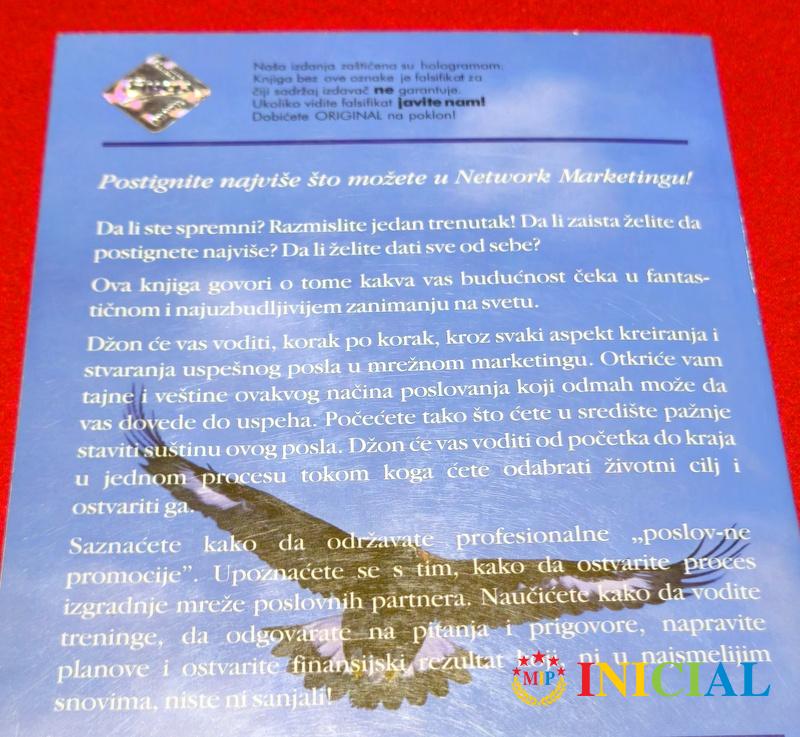 Naša izdanja zaštićena su hologramom.
Knjiga bez ove oznake je falsifikat za
čiji sadržaj izdavač ne garantuje.
Ukoliko vidite falsifikat javite nam!
Dobićete ORIGINAL na poklon!
Postignite najviše što možete u Network Marketingu!
Da li ste spremni? Razmislite jedan trenutak! Da li zaista želite da
postignete najviše? Da li želite dati sve od sebe?
Ova knjiga govori o tome kakva vas budućnost čeka u fantas-
tičnom i najuzbudljivijem zanimanju na svetu.
Džon će vas voditi, korak po korak, kroz svaki aspekt kreiranja i
stvaranja uspešnog posla u mrežnom marketingu. Otkriće vam
tajne i veštine ovakvog načina poslovanja koji odmah može da
vas dovede do uspeha. Počećete tako što ćete u središte pažnje
staviti suštinu ovog posla. Džon će vas voditi od početka do kraja
u jednom procesu tokom koga ćete odabrati životni cilj i
ostvariti ga.
Saznaćete kako da održavate profesionalne „poslov-ne
promocije”. Upoznaćete se s tim, kako da ostvarite proces
izgradnje mreže poslovnih partnera. Naučićete kako da vodite
treninge, da odgovarate na pitanja i prigovore, napravite
planove i ostvarite finansijski rezultat koji, ni u najsmelijim
snovima, niste ni sanjali!
MIP INICIAL